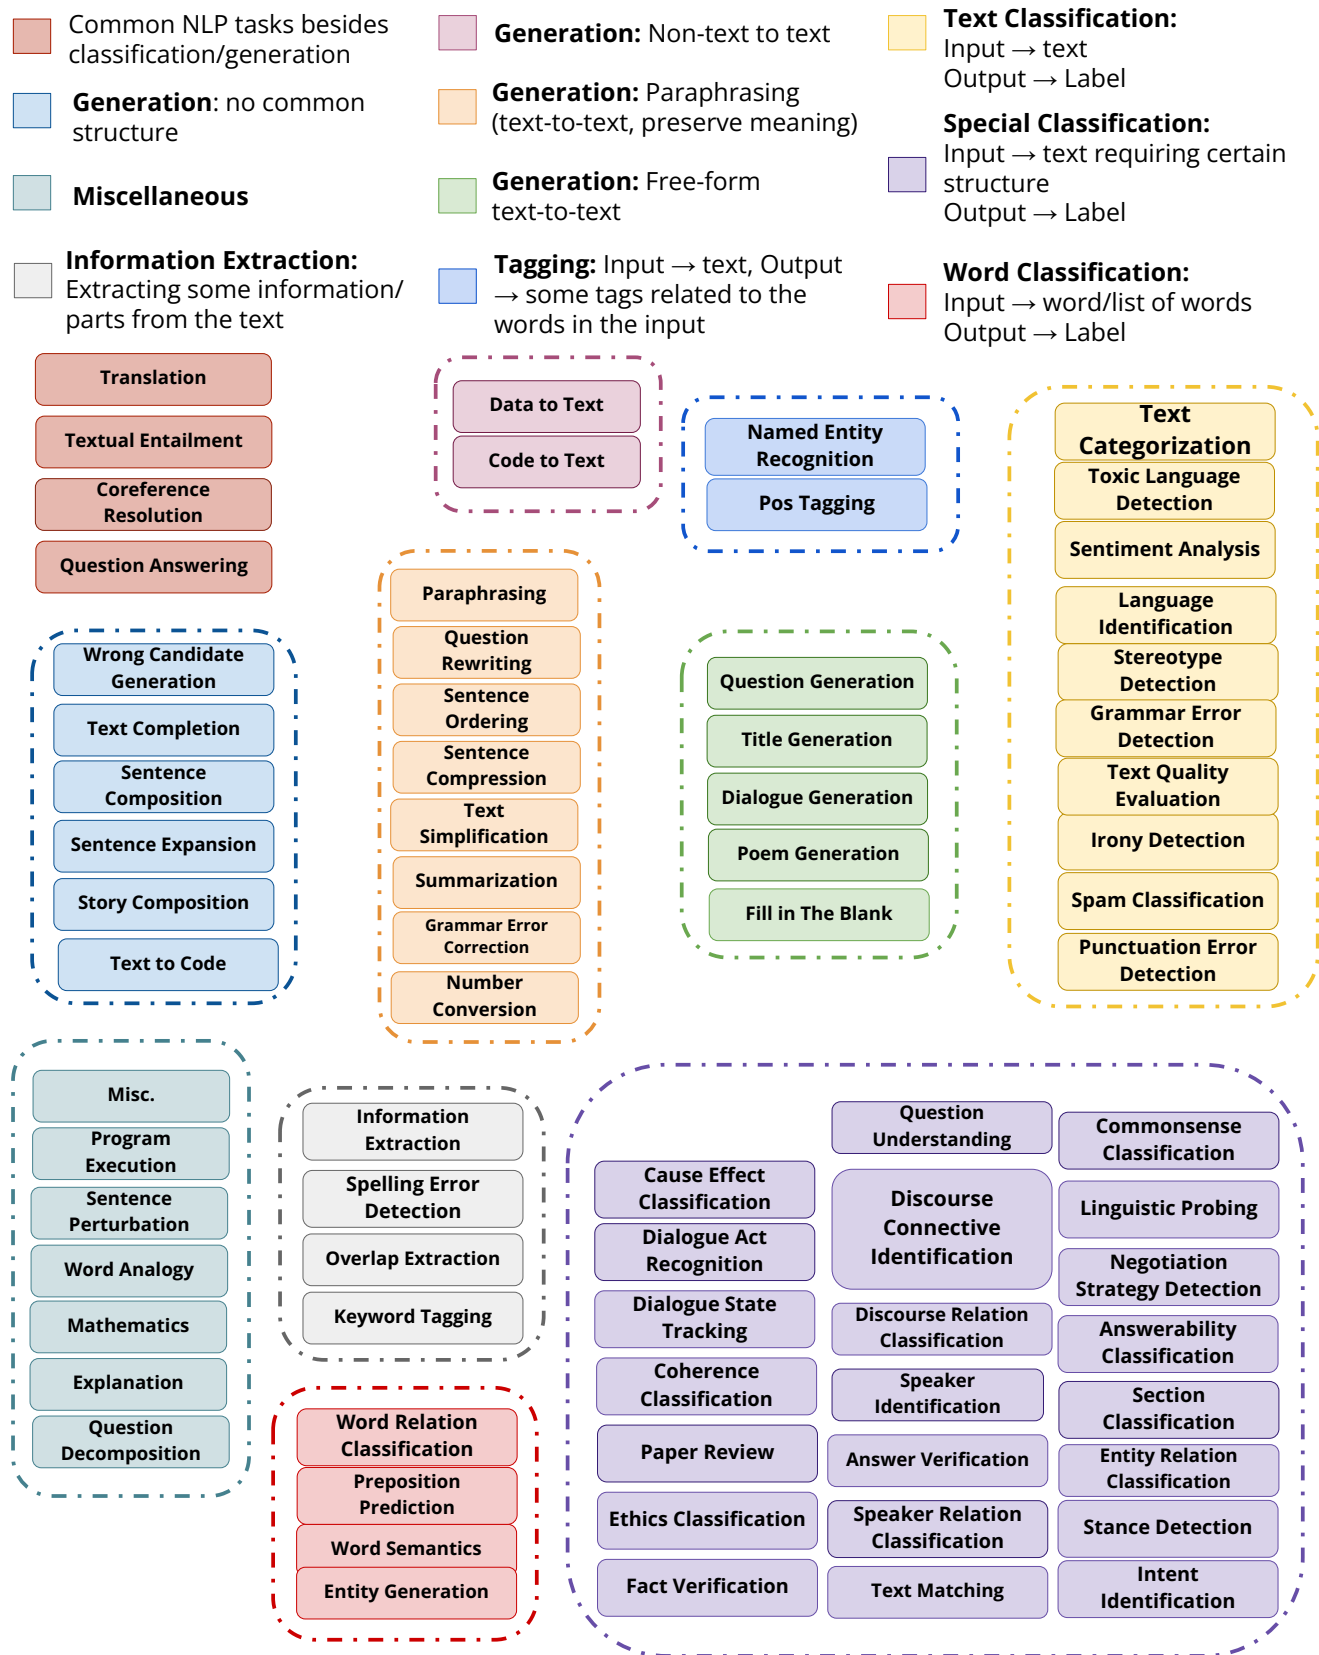 Common NLP tasks besides
classification/generation
Generation: no common
structure
Miscellaneous
Information Extraction:
Extracting some information/
parts from the text
Generation: Non-text to text
Generation: Paraphrasing
(text-to-text, preserve meaning)
Generation: Free-form
text-to-text
Tagging: Input → text, Output
→ some tags related to the
words in the input
Text Classification:
Input → text
Output → Label
Special Classification:
Input → text requiring certain
structure
Output → Label
Word Classification:
Input → word/list of words
Output → Label
Translation
Textual Entailment
Coreference
Resolution
Question Answering
Data to Text
Code to Text
Named Entity
Recognition
Pos Tagging
Text
Categorization
Toxic Language
Detection
Sentiment Analysis
Language
Identification
Stereotype
Detection
Grammar Error
Detection
Text Quality
Evaluation
Irony Detection
Spam Classification
Punctuation Error
Detection
Wrong Candidate
Generation
Text Completion
Sentence
Composition
Sentence Expansion
Story Composition
Text to Code
Paraphrasing
Question
Rewriting
Sentence
Ordering
Sentence
Compression
Text
Simplification
Summarization
Grammar Error
Correction
Number
Conversion
Question Generation
Title Generation
Dialogue Generation
Poem Generation
Fill in The Blank
Misc.
Program
Execution
Sentence
Perturbation
Word Analogy
Mathematics
Explanation
Question
Decomposition
Information
Extraction
Spelling Error
Detection
Overlap Extraction
Keyword Tagging
Word Relation
Classification
Preposition
Prediction
Word Semantics
Entity Generation
Cause Effect
Classification
Dialogue Act
Recognition
Dialogue State
Tracking
Coherence
Classification
Paper Review
Ethics Classification
Fact Verification
Question
Understanding
Discourse
Connective
Identification
Discourse Relation
Classification
Speaker
Identification
Answer Verification
Speaker Relation
Classification
Text Matching
Commonsense
Classification
Linguistic Probing
Negotiation
Strategy Detection
Answerability
Classification
Section
Classification
Entity Relation
Classification
Stance Detection
Intent
Identification